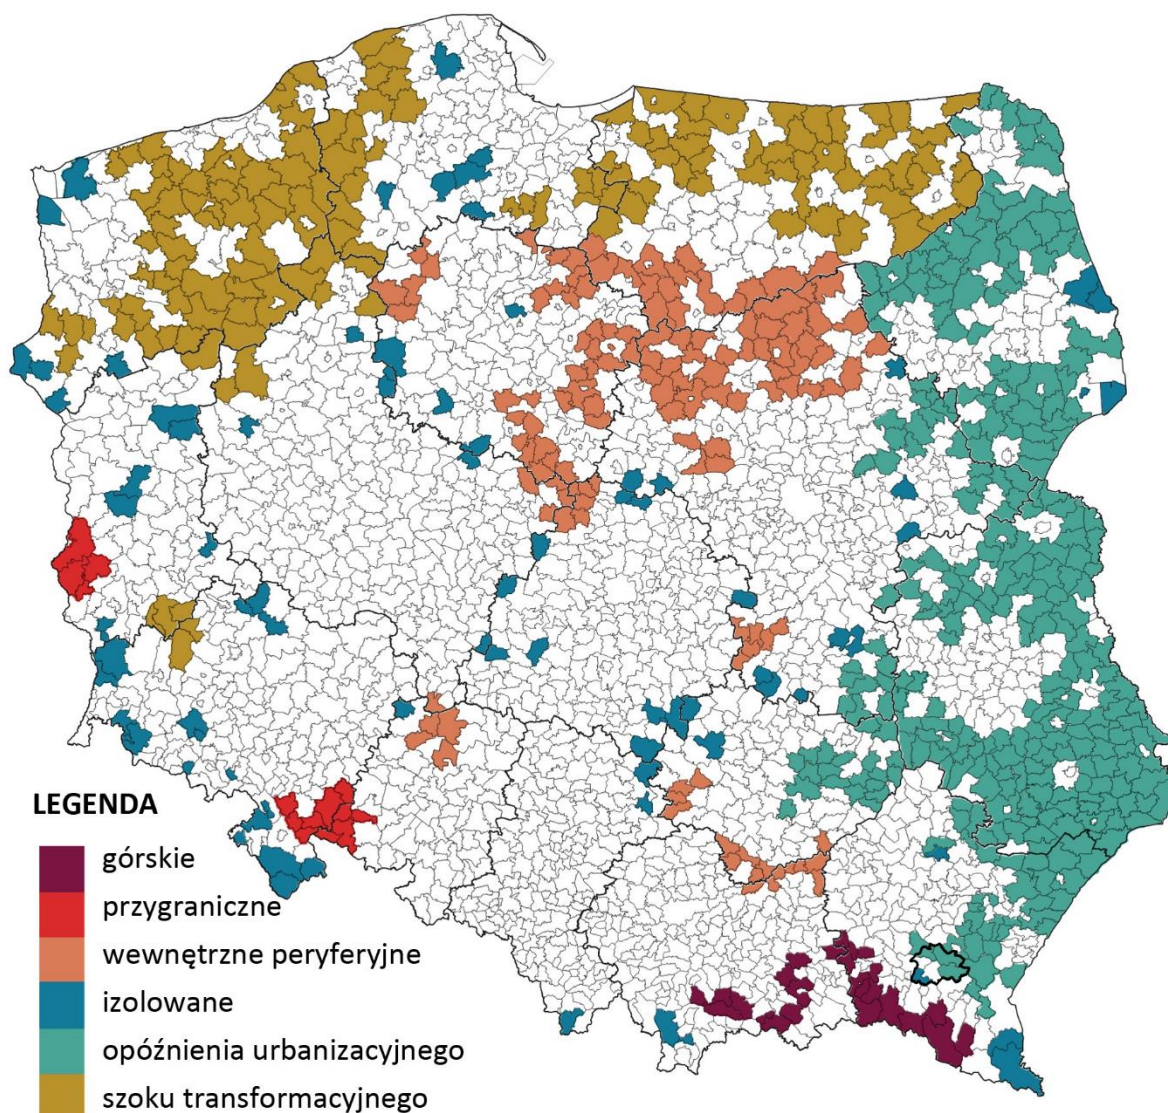 LEGENDA
górskie
przygraniczne
wewnętrzne peryferyjne
izolowane
opóźnienia urbanizacyjnego
szoku transformacyjnego